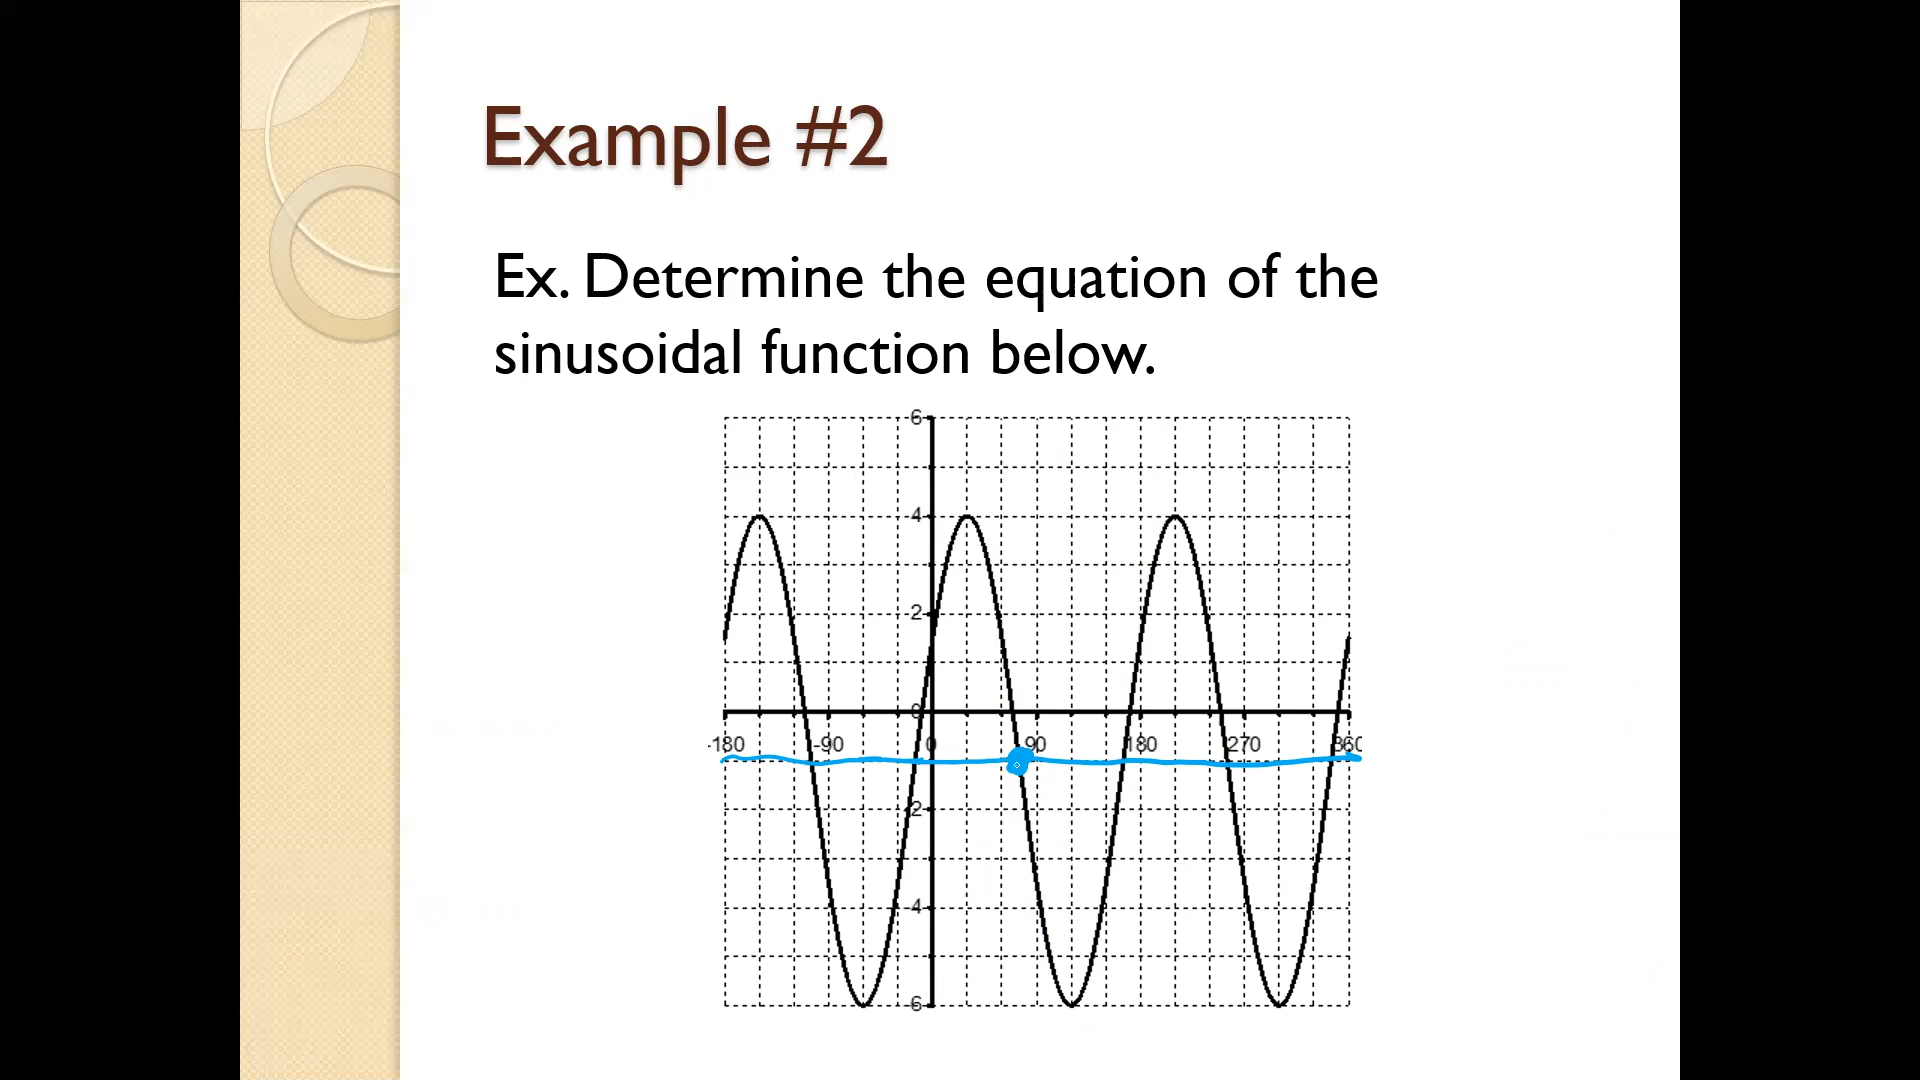 Example #2
Ex. Determine the equation of the
sinusoidal function below.
6
4
2
0
-180 -90 0 90 180 270 360
-2
-4
-6